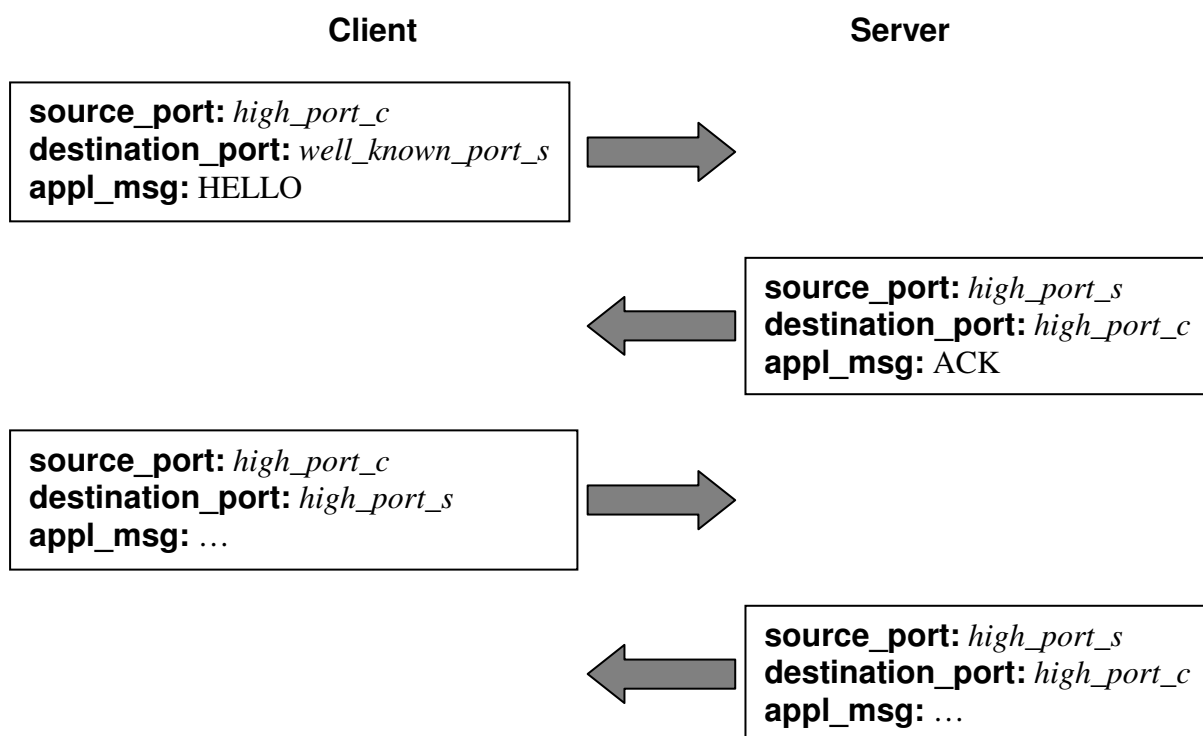 Client
Server
source_port: high_port_c
destination_port: well_known_port_s
appl_msg: HELLO
source_port: high_port_s
destination_port: high_port_c
appl_msg: ACK
source_port: high_port_c
destination_port: high_port_s
appl_msg: …
source_port: high_port_s
destination_port: high_port_c
appl_msg: …